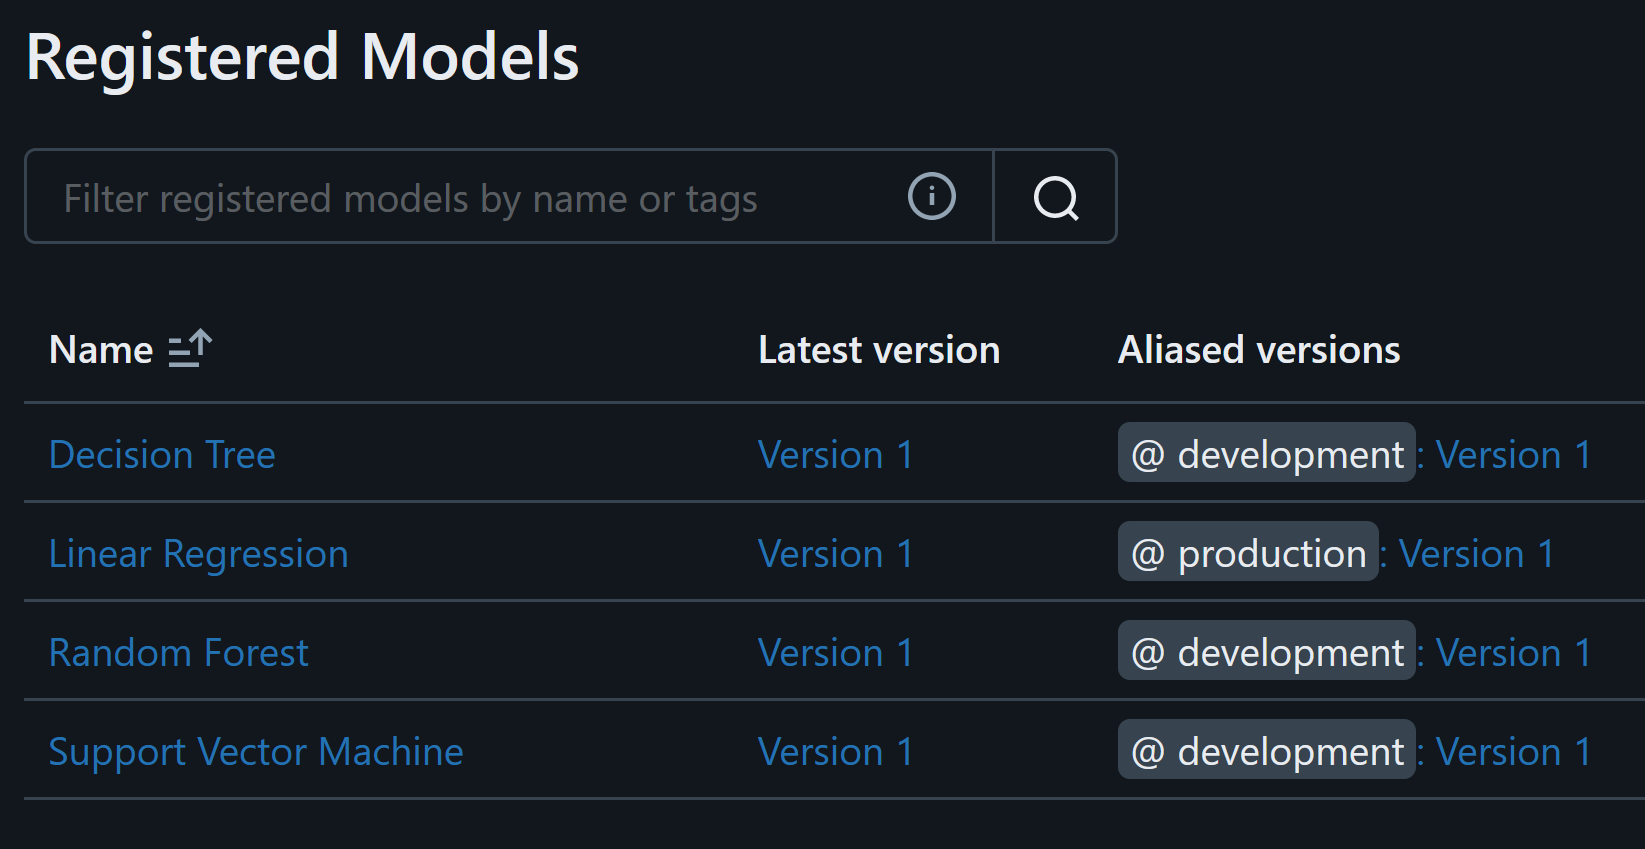 Registered Models
Filter registered models by name or tags
Name Latest version Aliased versions
Decision Tree Version 1 @ development : Version 1
Linear Regression Version 1 @ production : Version 1
Random Forest Version 1 @ development : Version 1
Support Vector Machine Version 1 @ development : Version 1